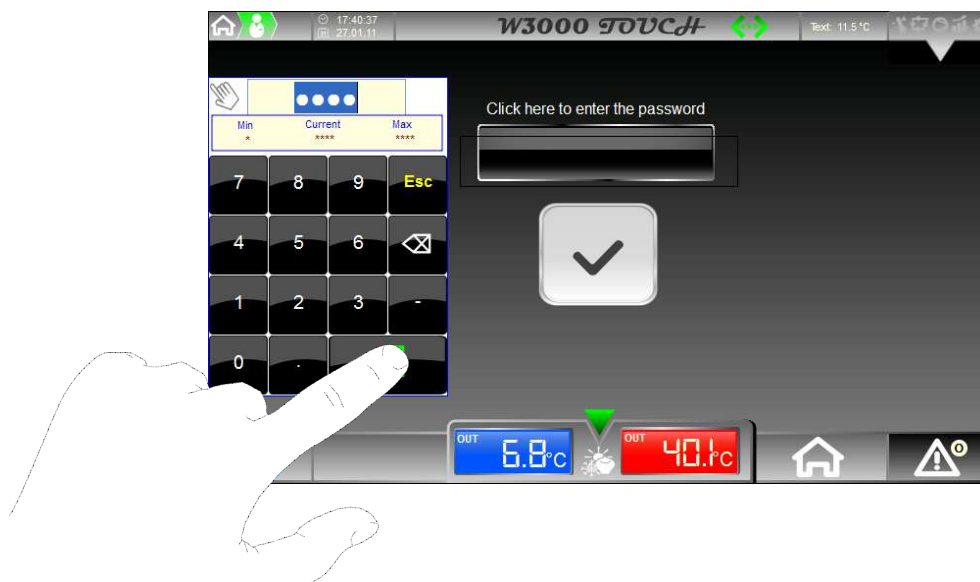 17:40:37
27.01.11
W3000 TOUCH
Text: 11.5 °C
Min Current Max
* **** ****
Click here to enter the password
7 8 9 Esc
4 5 6
1 2 3 -
0 .
OUT 6.8°C
OUT 40.1°C
0